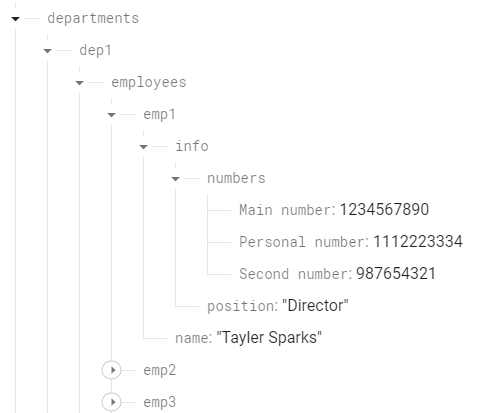 departments
dep1
employees
emp1
info
numbers
Main number: 1234567890
Personal number: 1112223334
Second number: 987654321
position: "Director"
name: "Tayler Sparks"
emp2
emp3